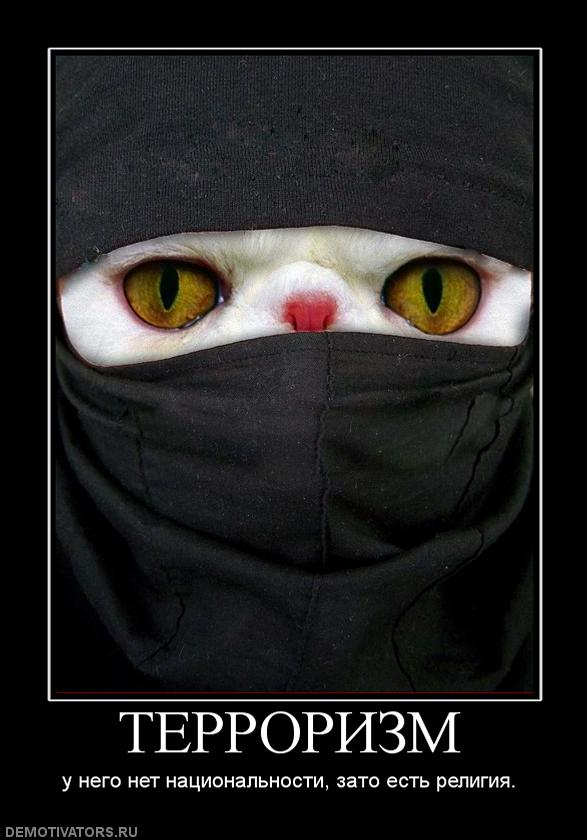 ТЕРРОРИЗМ
у него нет национальности, зато есть религия.
DEMOTIVATORS.RU